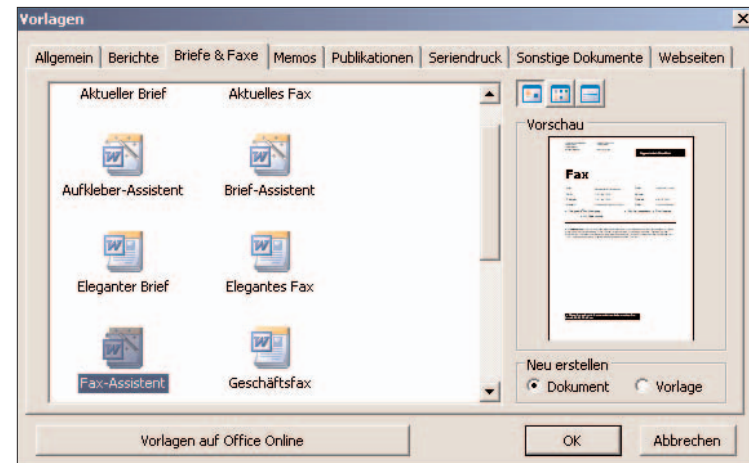 Vorlagen
Allgemein Berichte Briefe & Faxe Memos Publikationen Seriendruck Sonstige Dokumente Webseiten
Aktueller Brief Aktuelles Fax
Aufkleber-Assistent Brief-Assistent
Eleganter Brief Elegantes Fax
Fax-Assistent Geschäftsfax
Vorschau
Fax
Neu erstellen
Dokument Vorlage
Vorlagen auf Office Online OK Abbrechen